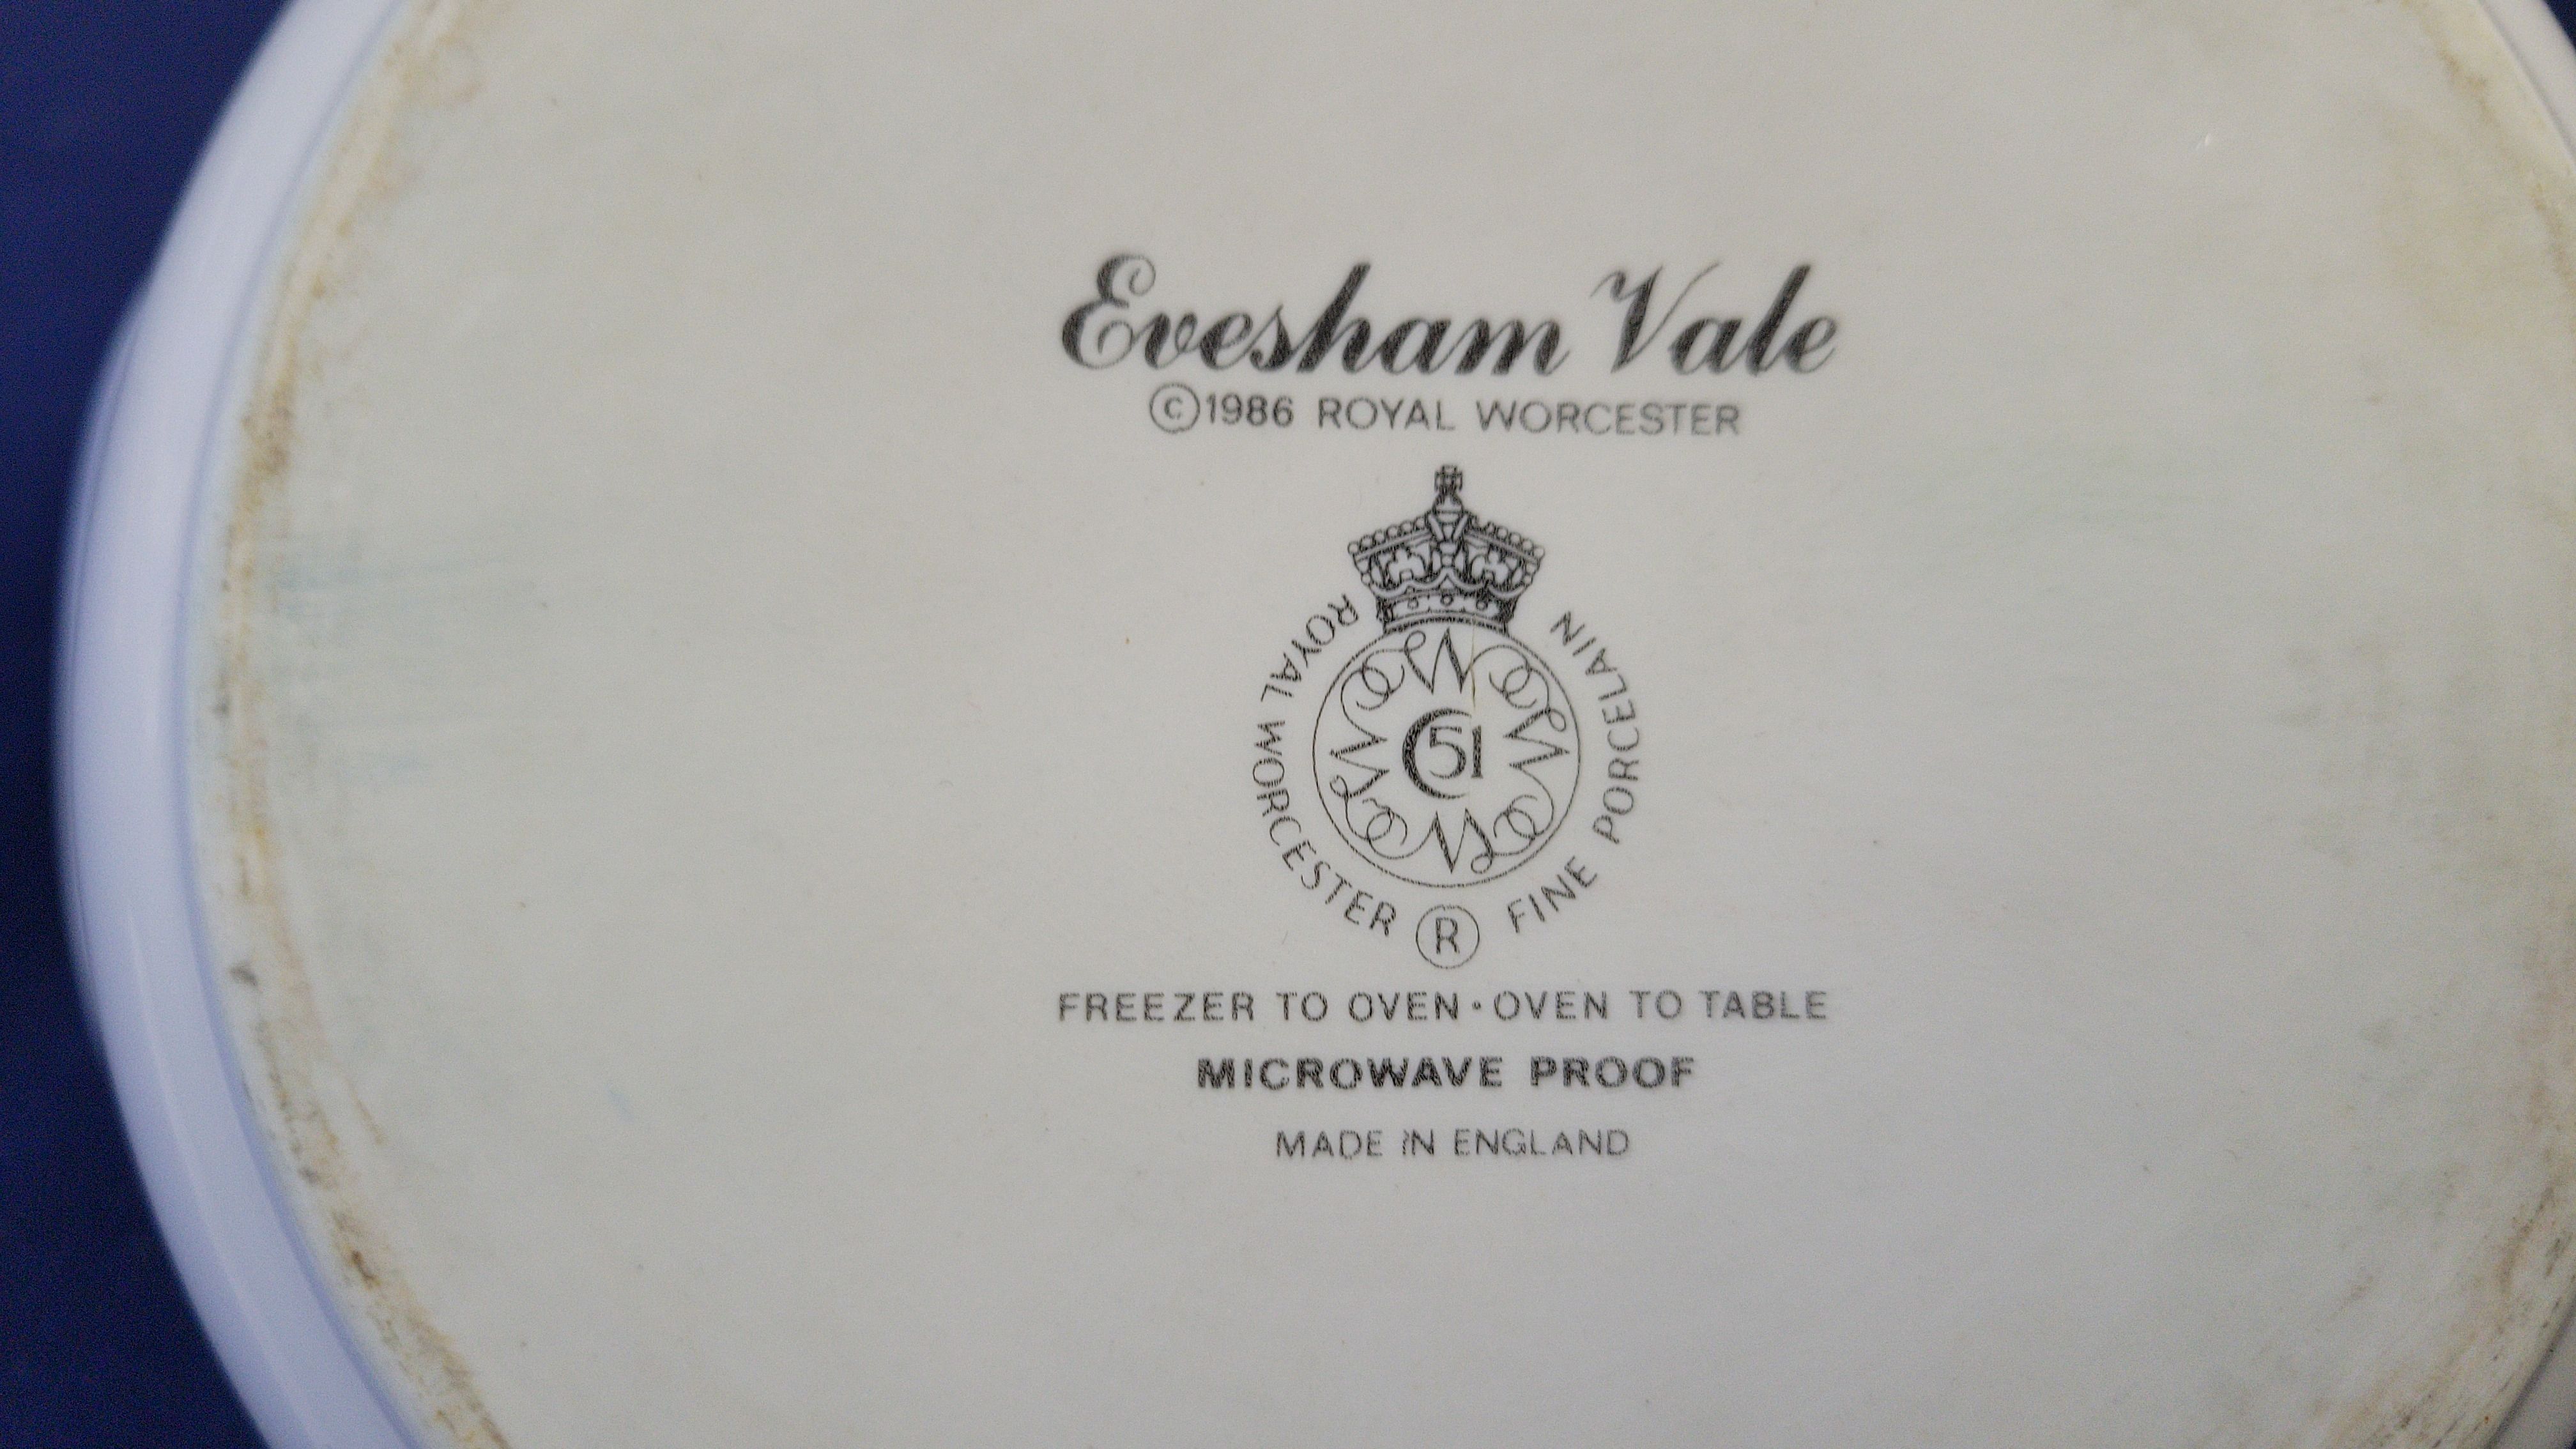 Evesham Vale
©1986 ROYAL WORCESTER
ROYAL WORCESTER ® FINE PORCELAIN
W W W W
C51
FREEZER TO OVEN · OVEN TO TABLE
MICROWAVE PROOF
MADE IN ENGLAND